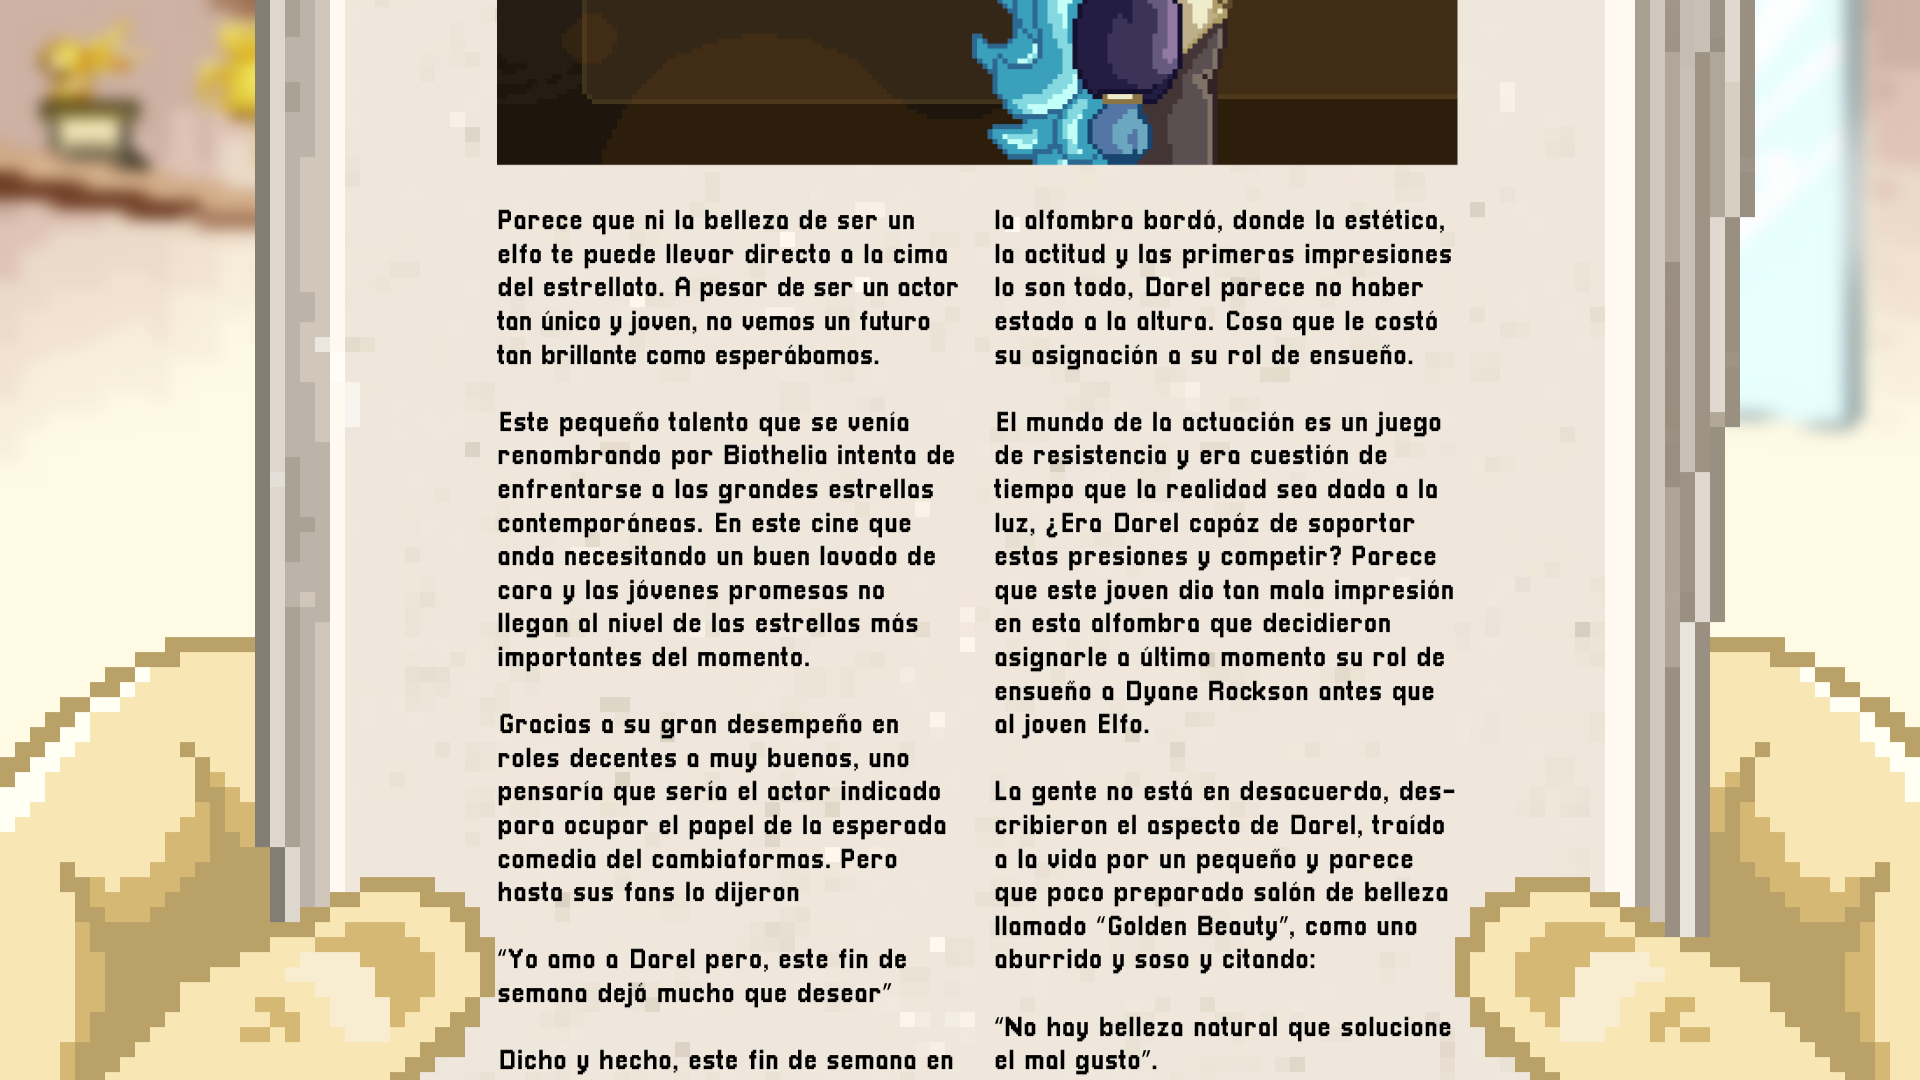 Parece que ni la belleza de ser un
elfo te puede llevar directo a la cima
del estrellato. A pesar de ser un actor
tan único y joven, no vemos un futuro
tan brillante como esperábamos.
Este pequeño talento que se venía
renombrando por Biothelia intenta de
enfrentarse a las grandes estrellas
contemporáneas. En este cine que
anda necesitando un buen lavado de
cara y las jóvenes promesas no
llegan al nivel de las estrellas más
importantes del momento.
Gracias a su gran desempeño en
roles decentes a muy buenos, uno
pensaría que sería el actor indicado
para ocupar el papel de la esperada
comedia del cambiaformas. Pero
hasta sus fans lo dijeron
“Yo amo a Darel pero, este fin de
semana dejó mucho que desear”
Dicho y hecho, este fin de semana en
la alfombra bordó, donde la estética,
la actitud y las primeras impresiones
lo son todo, Darel parece no haber
estado a la altura. Cosa que le costó
su asignación a su rol de ensueño.
El mundo de la actuación es un juego
de resistencia y era cuestión de
tiempo que la realidad sea dada a la
luz, ¿Era Darel capáz de soportar
estas presiones y competir? Parece
que este joven dio tan mala impresión
en esta alfombra que decidieron
asignarle a último momento su rol de
ensueño a Dyane Rockson antes que
al joven Elfo.
La gente no está en desacuerdo, des-
cribieron el aspecto de Darel, traído
a la vida por un pequeño y parece
que poco preparado salón de belleza
llamado “Golden Beauty”, como uno
aburrido y soso y citando:
“No hay belleza natural que solucione
el mal gusto”.